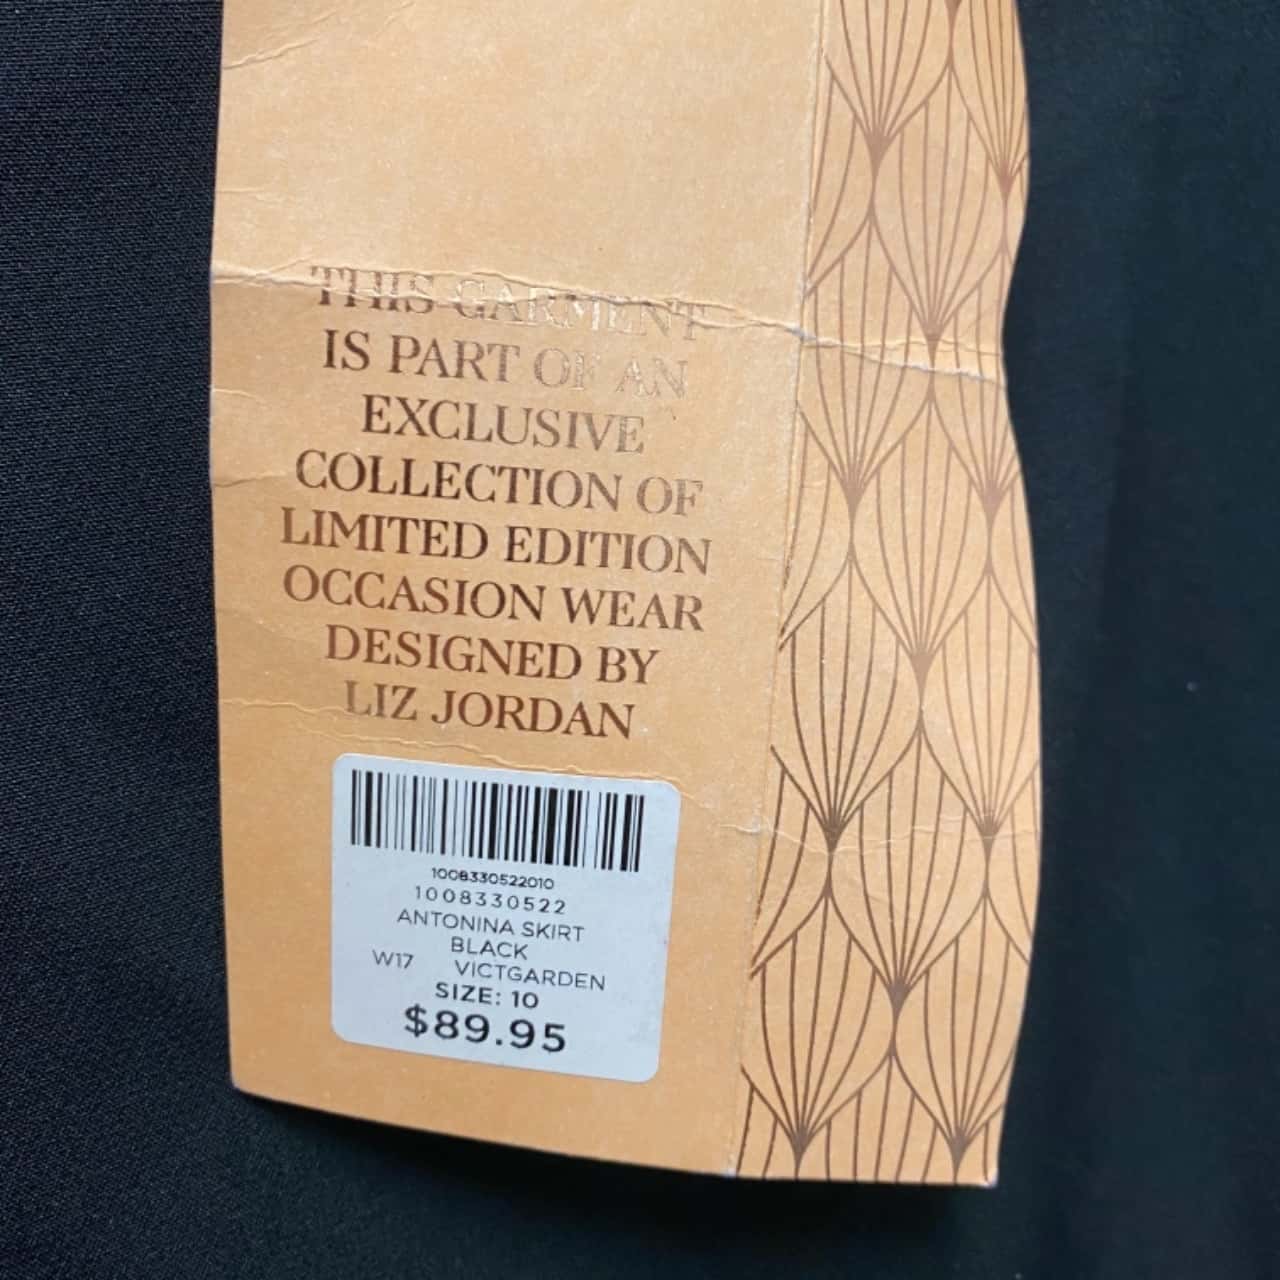 THIS GARMENT
IS PART OF AN
EXCLUSIVE
COLLECTION OF
LIMITED EDITION
OCCASION WEAR
DESIGNED BY
LIZ JORDAN
1008330522010
1008330522
ANTONINA SKIRT
BLACK
W17 VICTGARDEN
SIZE: 10
$89.95